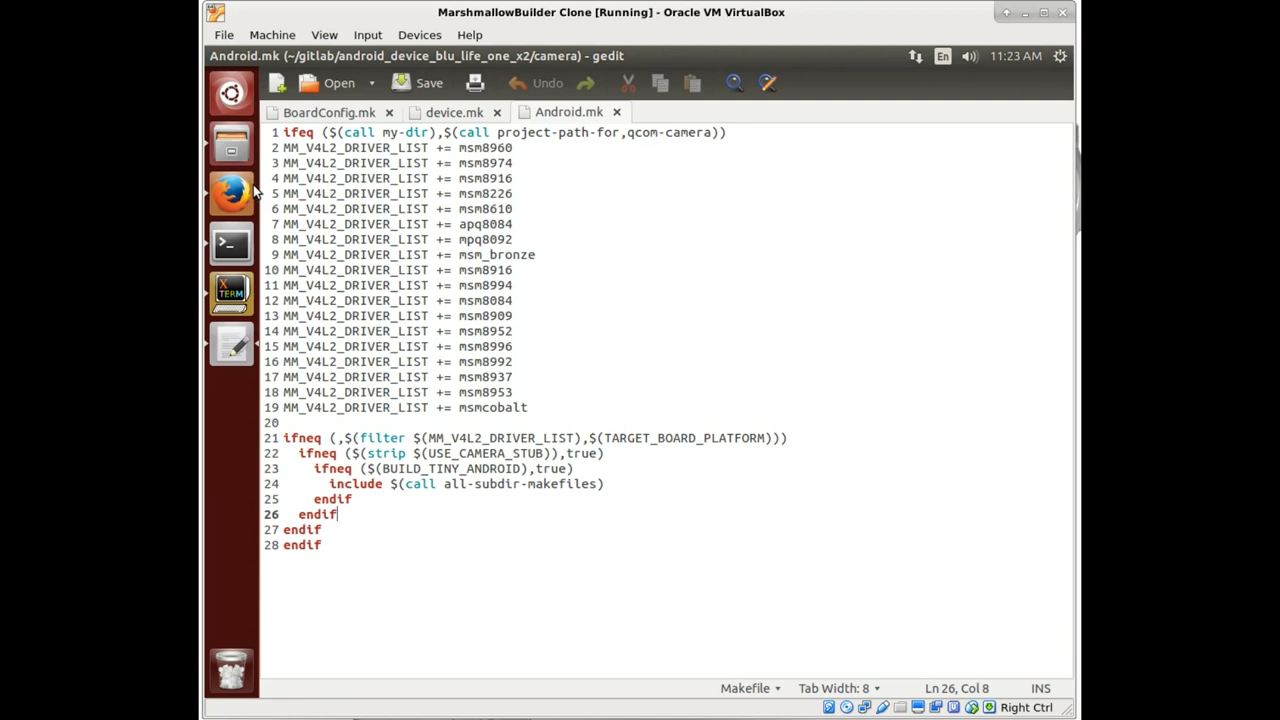 MarshmallowBuilder Clone [Running] - Oracle VM VirtualBox
File Machine View Input Devices Help
Android.mk (~/gitlab/android_device_blu_life_one_x2/camera) - gedit En 11:23 AM
Open Save Undo
BoardConfig.mk device.mk Android.mk
1 ifeq ($(call my-dir),$(call project-path-for,qcom-camera))
2 MM_V4L2_DRIVER_LIST += msm8960
3 MM_V4L2_DRIVER_LIST += msm8974
4 MM_V4L2_DRIVER_LIST += msm8916
5 MM_V4L2_DRIVER_LIST += msm8226
6 MM_V4L2_DRIVER_LIST += msm8610
7 MM_V4L2_DRIVER_LIST += apq8084
8 MM_V4L2_DRIVER_LIST += mpq8092
9 MM_V4L2_DRIVER_LIST += msm_bronze
10 MM_V4L2_DRIVER_LIST += msm8916
11 MM_V4L2_DRIVER_LIST += msm8994
12 MM_V4L2_DRIVER_LIST += msm8084
13 MM_V4L2_DRIVER_LIST += msm8909
14 MM_V4L2_DRIVER_LIST += msm8952
15 MM_V4L2_DRIVER_LIST += msm8996
16 MM_V4L2_DRIVER_LIST += msm8992
17 MM_V4L2_DRIVER_LIST += msm8937
18 MM_V4L2_DRIVER_LIST += msm8953
19 MM_V4L2_DRIVER_LIST += msmcobalt
20
21 ifneq (,$(filter $(MM_V4L2_DRIVER_LIST),$(TARGET_BOARD_PLATFORM)))
22 ifneq ($(strip $(USE_CAMERA_STUB)),true)
23 ifneq ($(BUILD_TINY_ANDROID),true)
24 include $(call all-subdir-makefiles)
25 endif
26 endif
27 endif
28 endif
X TERM
Makefile Tab Width: 8 Ln 26, Col 8 INS
Right Ctrl